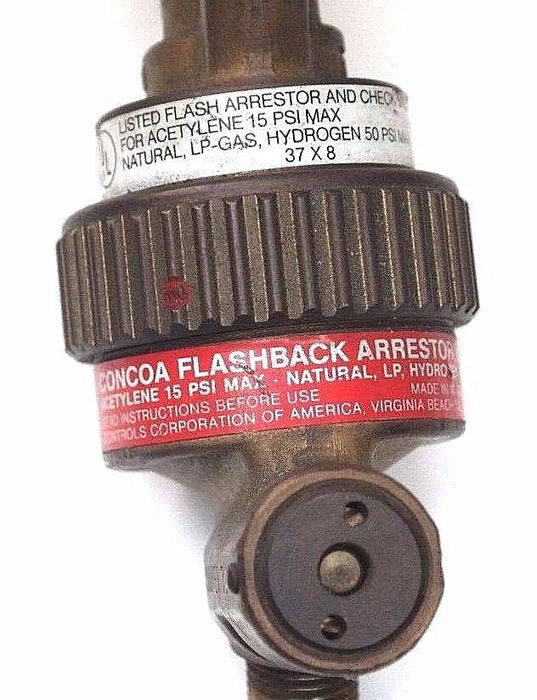 UL
LISTED FLASH ARRESTOR AND CHECK
FOR ACETYLENE 15 PSI MAX
NATURAL, LP-GAS, HYDROGEN 50 PSI
37 X 8
CONCOA FLASHBACK ARRESTOR
ACETYLENE 15 PSI MAX · NATURAL, LP, HYDRO
READ INSTRUCTIONS BEFORE USE MADE IN
CONTROLS CORPORATION OF AMERICA, VIRGINIA BEACH